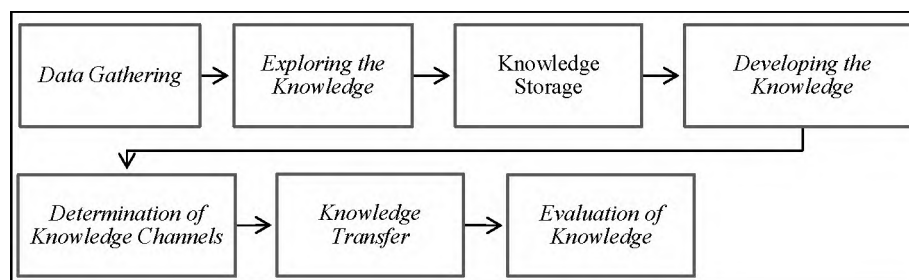 Data Gathering
Exploring the
Knowledge
Knowledge
Storage
Developing the
Knowledge
Determination of
Knowledge Channels
Knowledge
Transfer
Evaluation of
Knowledge